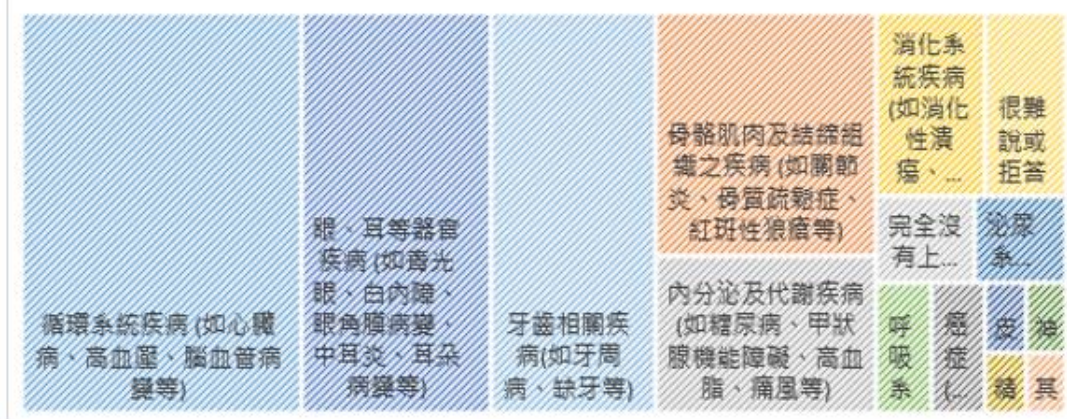 循環系統疾病 (如心臟
病、高血壓、腦血管病
變等)
眼、耳等器官
疾病 (如青光
眼、白內障、
眼角膜病變、
中耳炎、耳朵
病變等)
牙齒相關疾
病(如牙周
病、缺牙等)
骨骼肌肉及結締組
織之疾病 (如關節
炎、骨質疏鬆症、
紅斑性狼瘡等)
內分泌及代謝疾病
(如糖尿病、甲狀
腺機能障礙、高血
脂、痛風等)
消化系
統疾病
(如消化
性潰
瘍、...
很難
說或
拒答
完全沒
有上...
泌尿
系...
呼
吸
系
癌
症
(...
皮
神
精
其